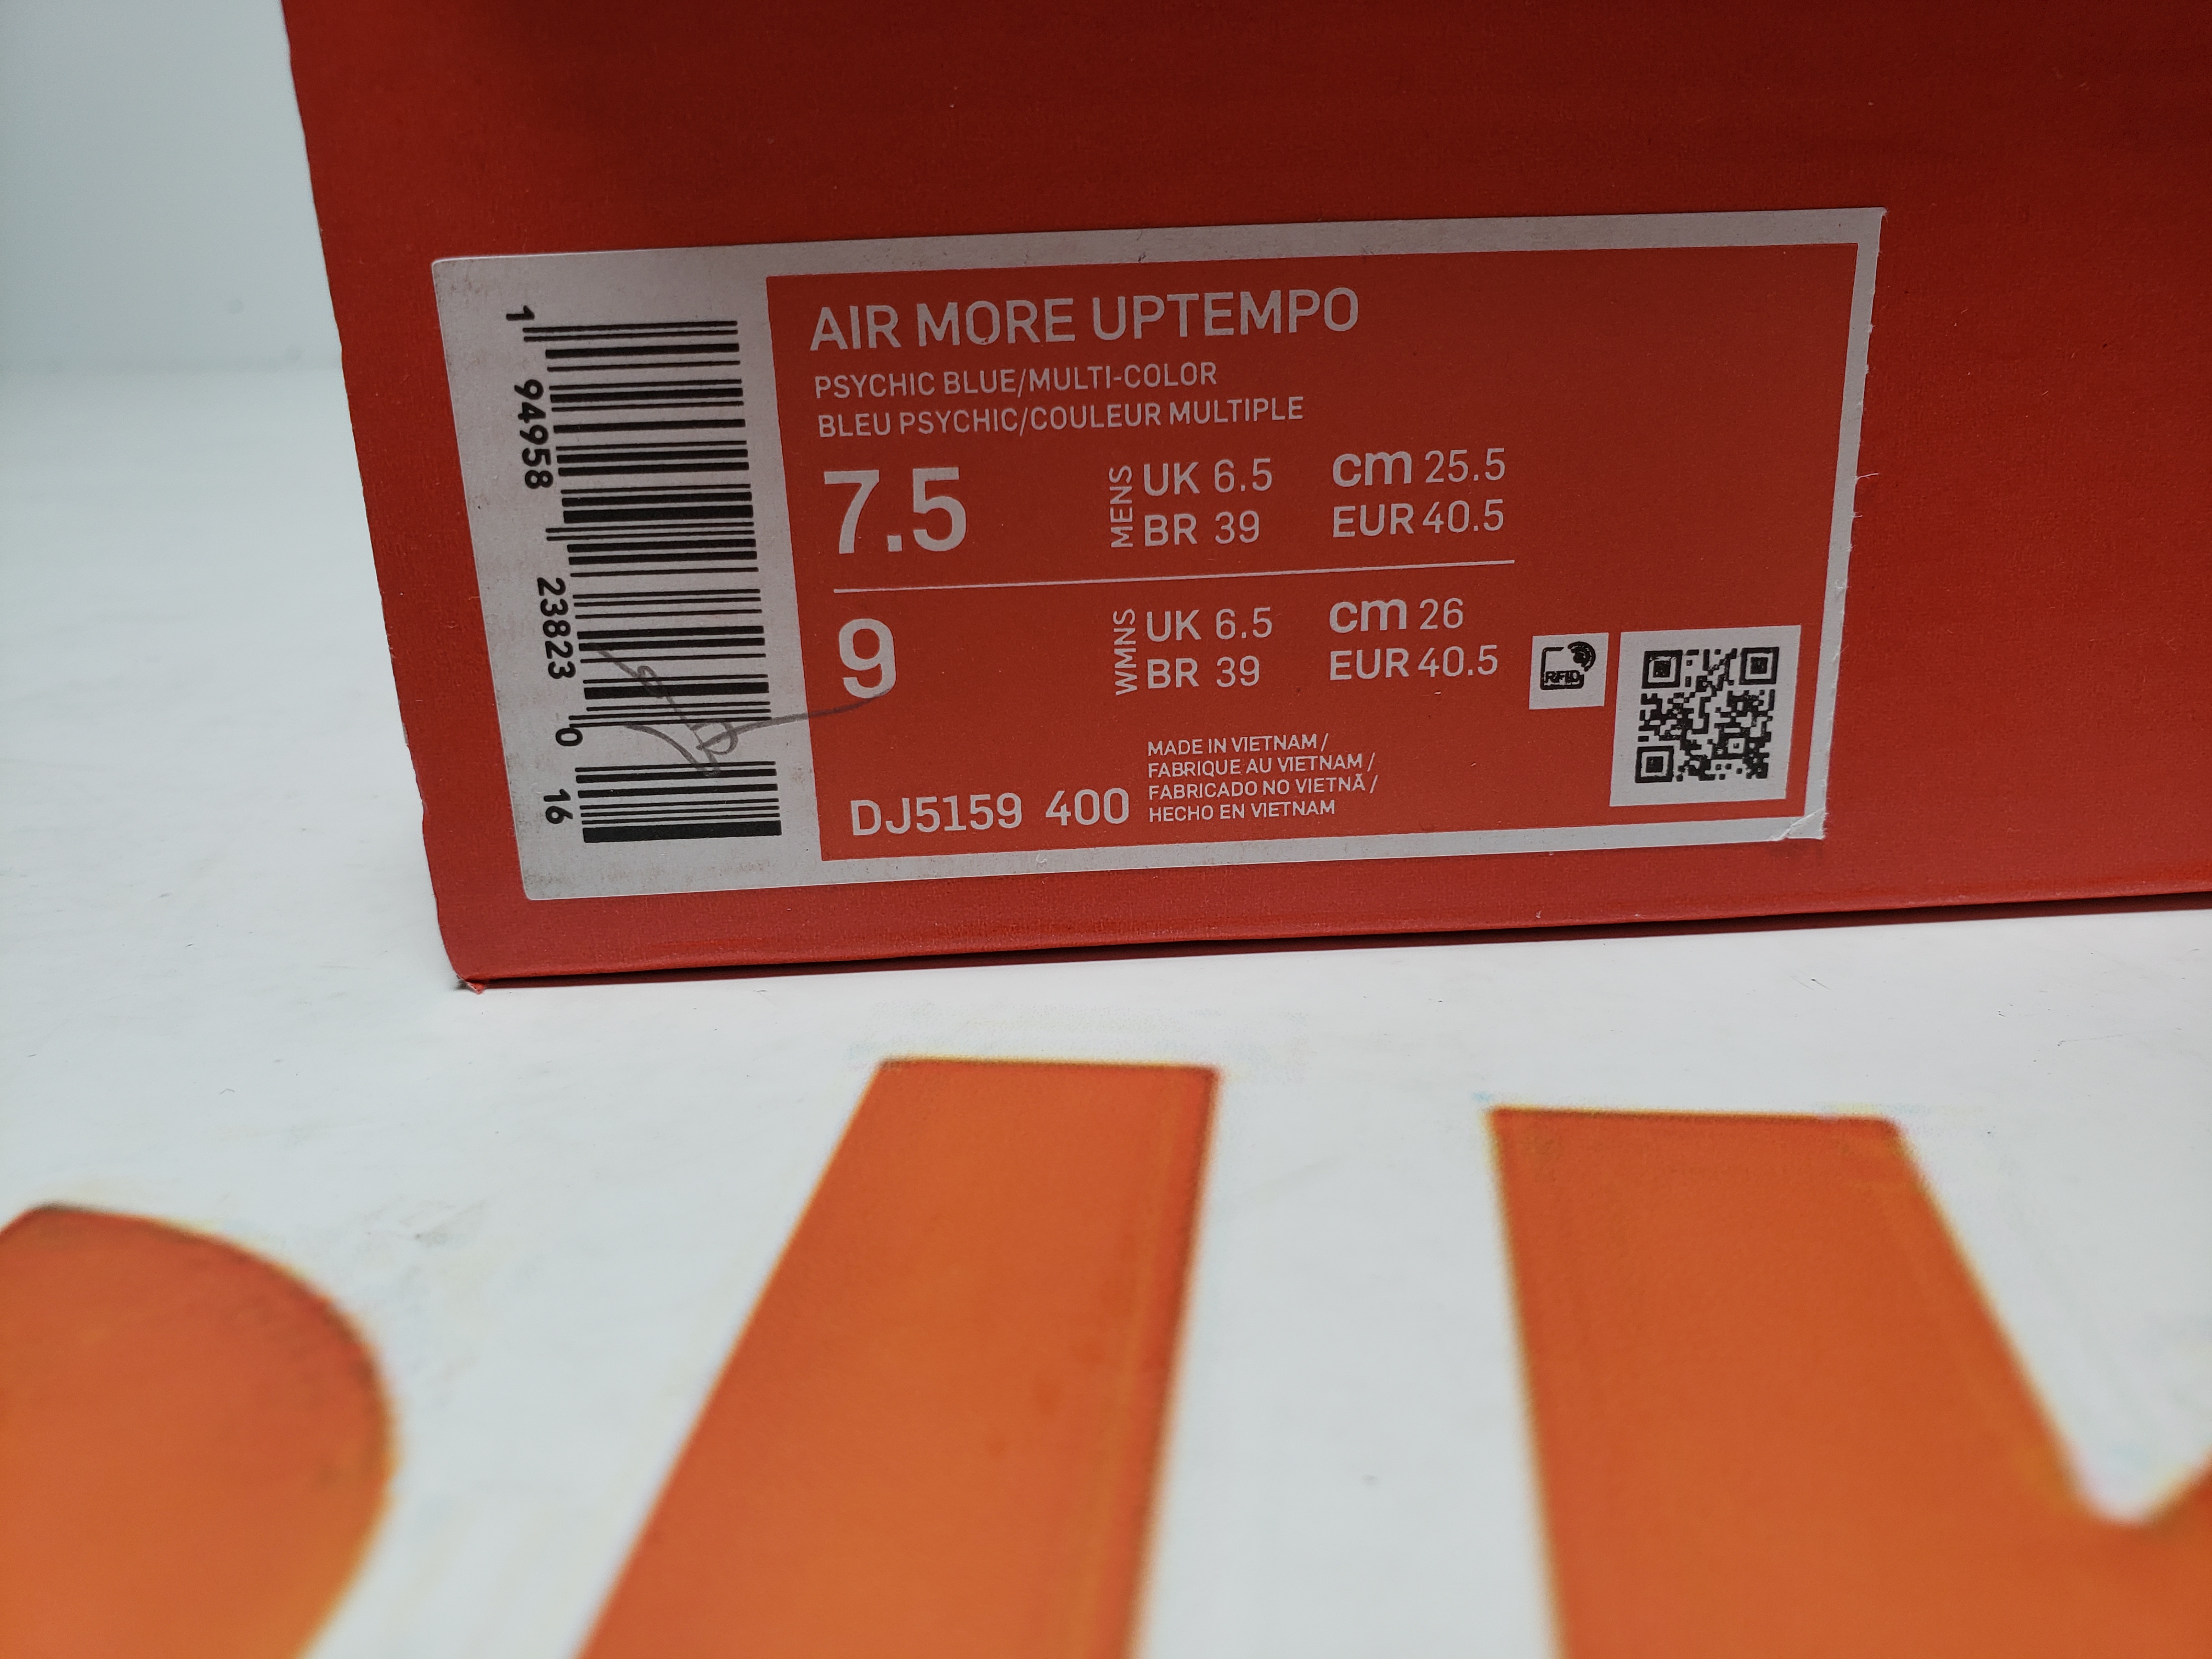 AIR MORE UPTEMPO
PSYCHIC BLUE/MULTI-COLOR
BLEU PSYCHIC/COULEUR MULTIPLE
7.5 MENS UK 6.5 cm 25.5
BR 39 EUR 40.5
9 WMNS UK 6.5 cm 26
BR 39 EUR 40.5
RFID
MADE IN VIETNAM /
FABRIQUE AU VIETNAM /
FABRICADO NO VIETNÃ /
HECHO EN VIETNAM
DJ5159 400
1 94958 23823 0 16